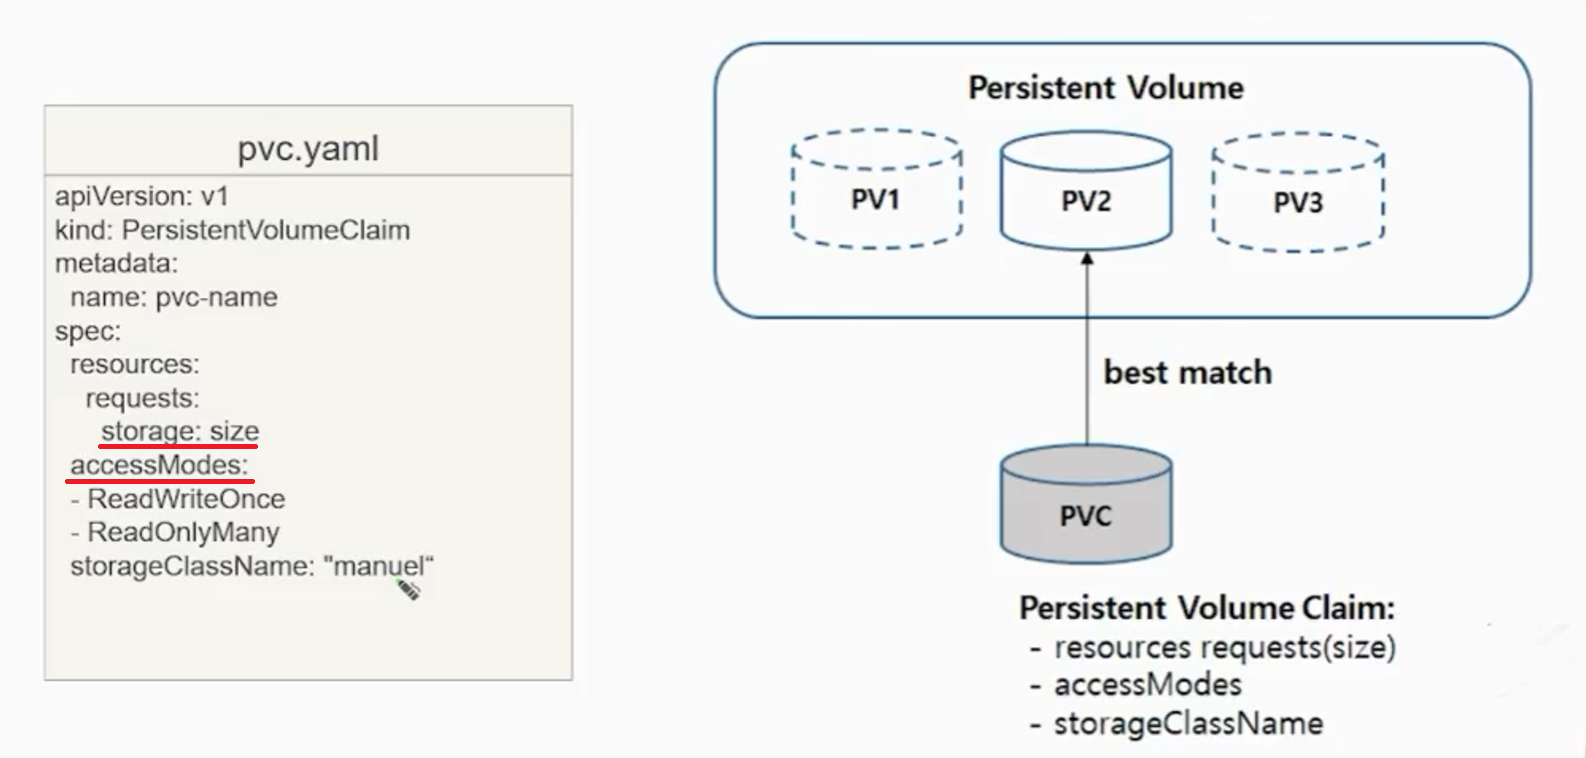 pvc.yaml
apiVersion: v1
kind: PersistentVolumeClaim
metadata:
  name: pvc-name
spec:
  resources:
    requests:
      storage: size
  accessModes:
  - ReadWriteOnce
  - ReadOnlyMany
  storageClassName: "manuel“
Persistent Volume
PV1
PV2
PV3
best match
PVC
Persistent Volume Claim:
- resources requests(size)
- accessModes
- storageClassName